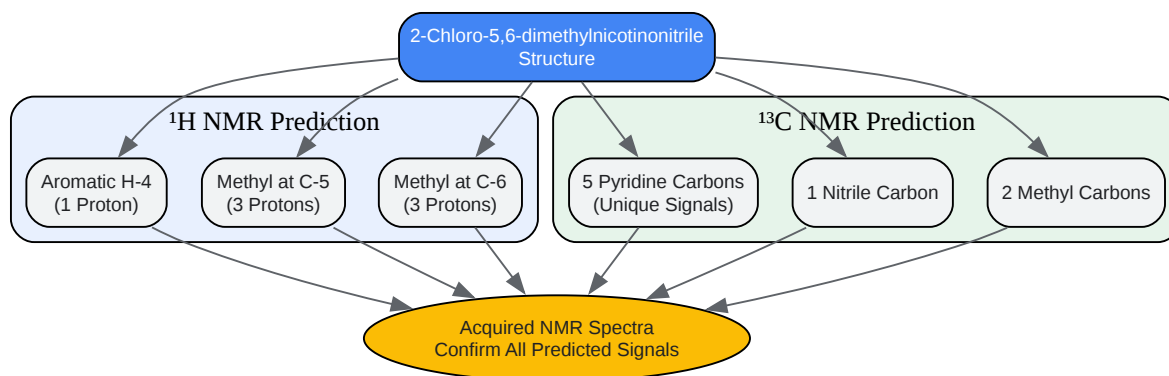 2-Chloro-5,6-dimethylnicotinonitrile
Structure
¹H NMR Prediction
¹³C NMR Prediction
Aromatic H-4
(1 Proton)
Methyl at C-5
(3 Protons)
Methyl at C-6
(3 Protons)
5 Pyridine Carbons
(Unique Signals)
1 Nitrile Carbon
2 Methyl Carbons
Acquired NMR Spectra
Confirm All Predicted Signals